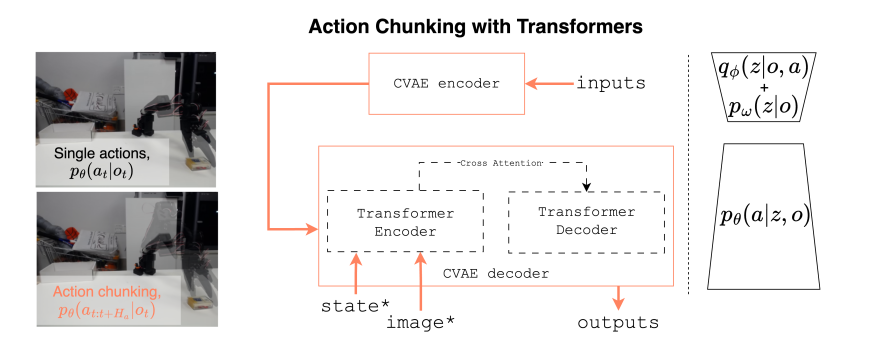 Action Chunking with Transformers
Single actions,
pθ(at|ot)
Action chunking,
pθ(at:t+Ha|ot)
CVAE encoder
inputs
Cross Attention
Transformer
Encoder
Transformer
Decoder
CVAE decoder
state*
image*
outputs
qϕ(z|o, a)
+
pω(z|o)
pθ(a|z, o)